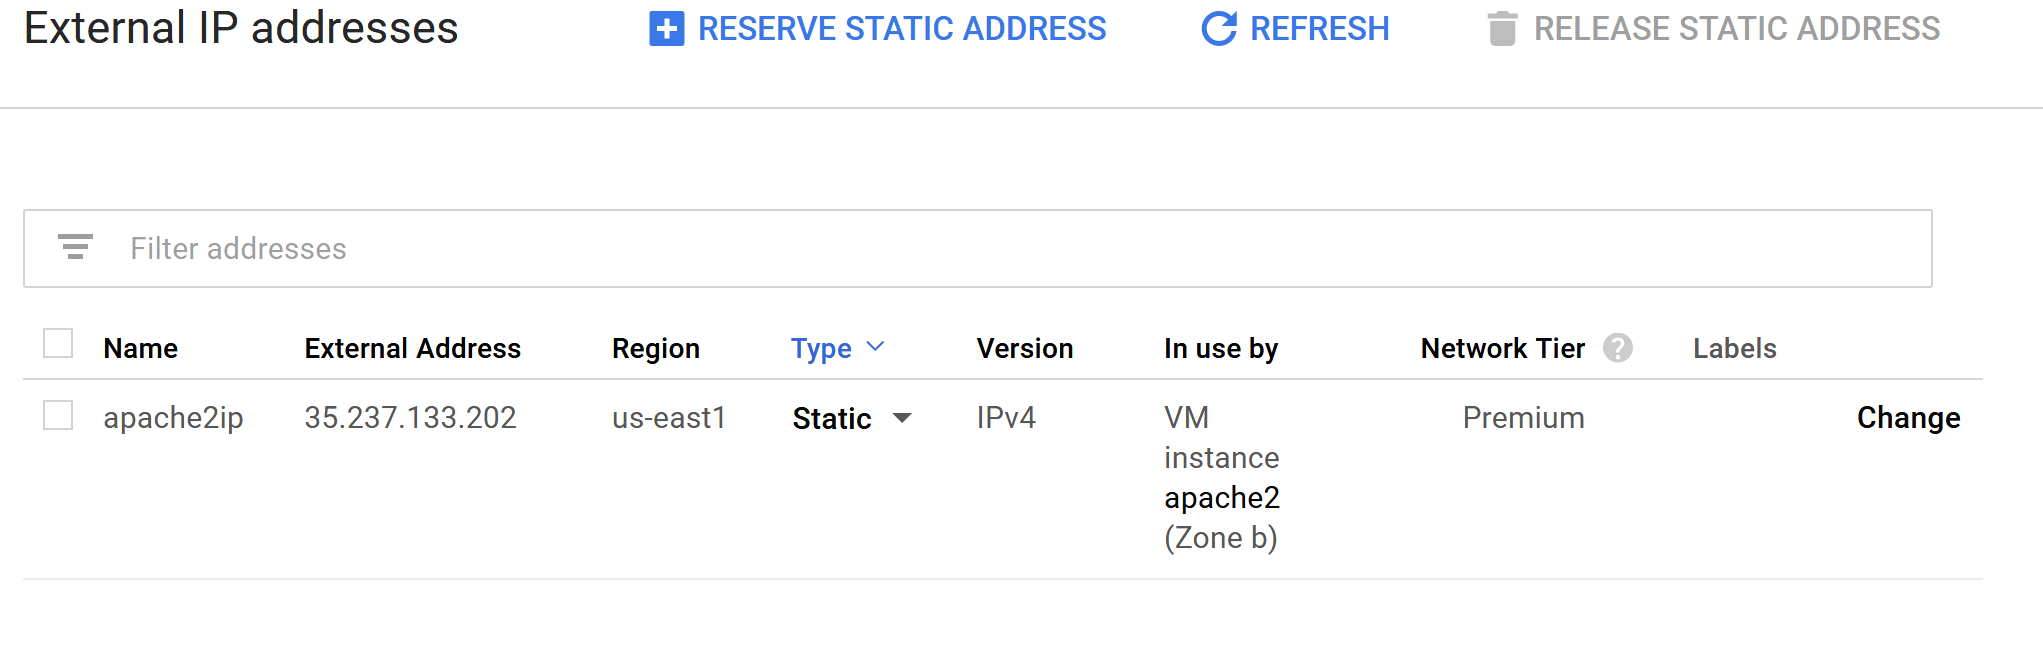 External IP addresses RESERVE STATIC ADDRESS REFRESH RELEASE STATIC ADDRESS
Filter addresses
Name External Address Region Type Version In use by Network Tier ? Labels
apache2ip 35.237.133.202 us-east1 Static IPv4 VM Premium Change
instance
apache2
(Zone b)